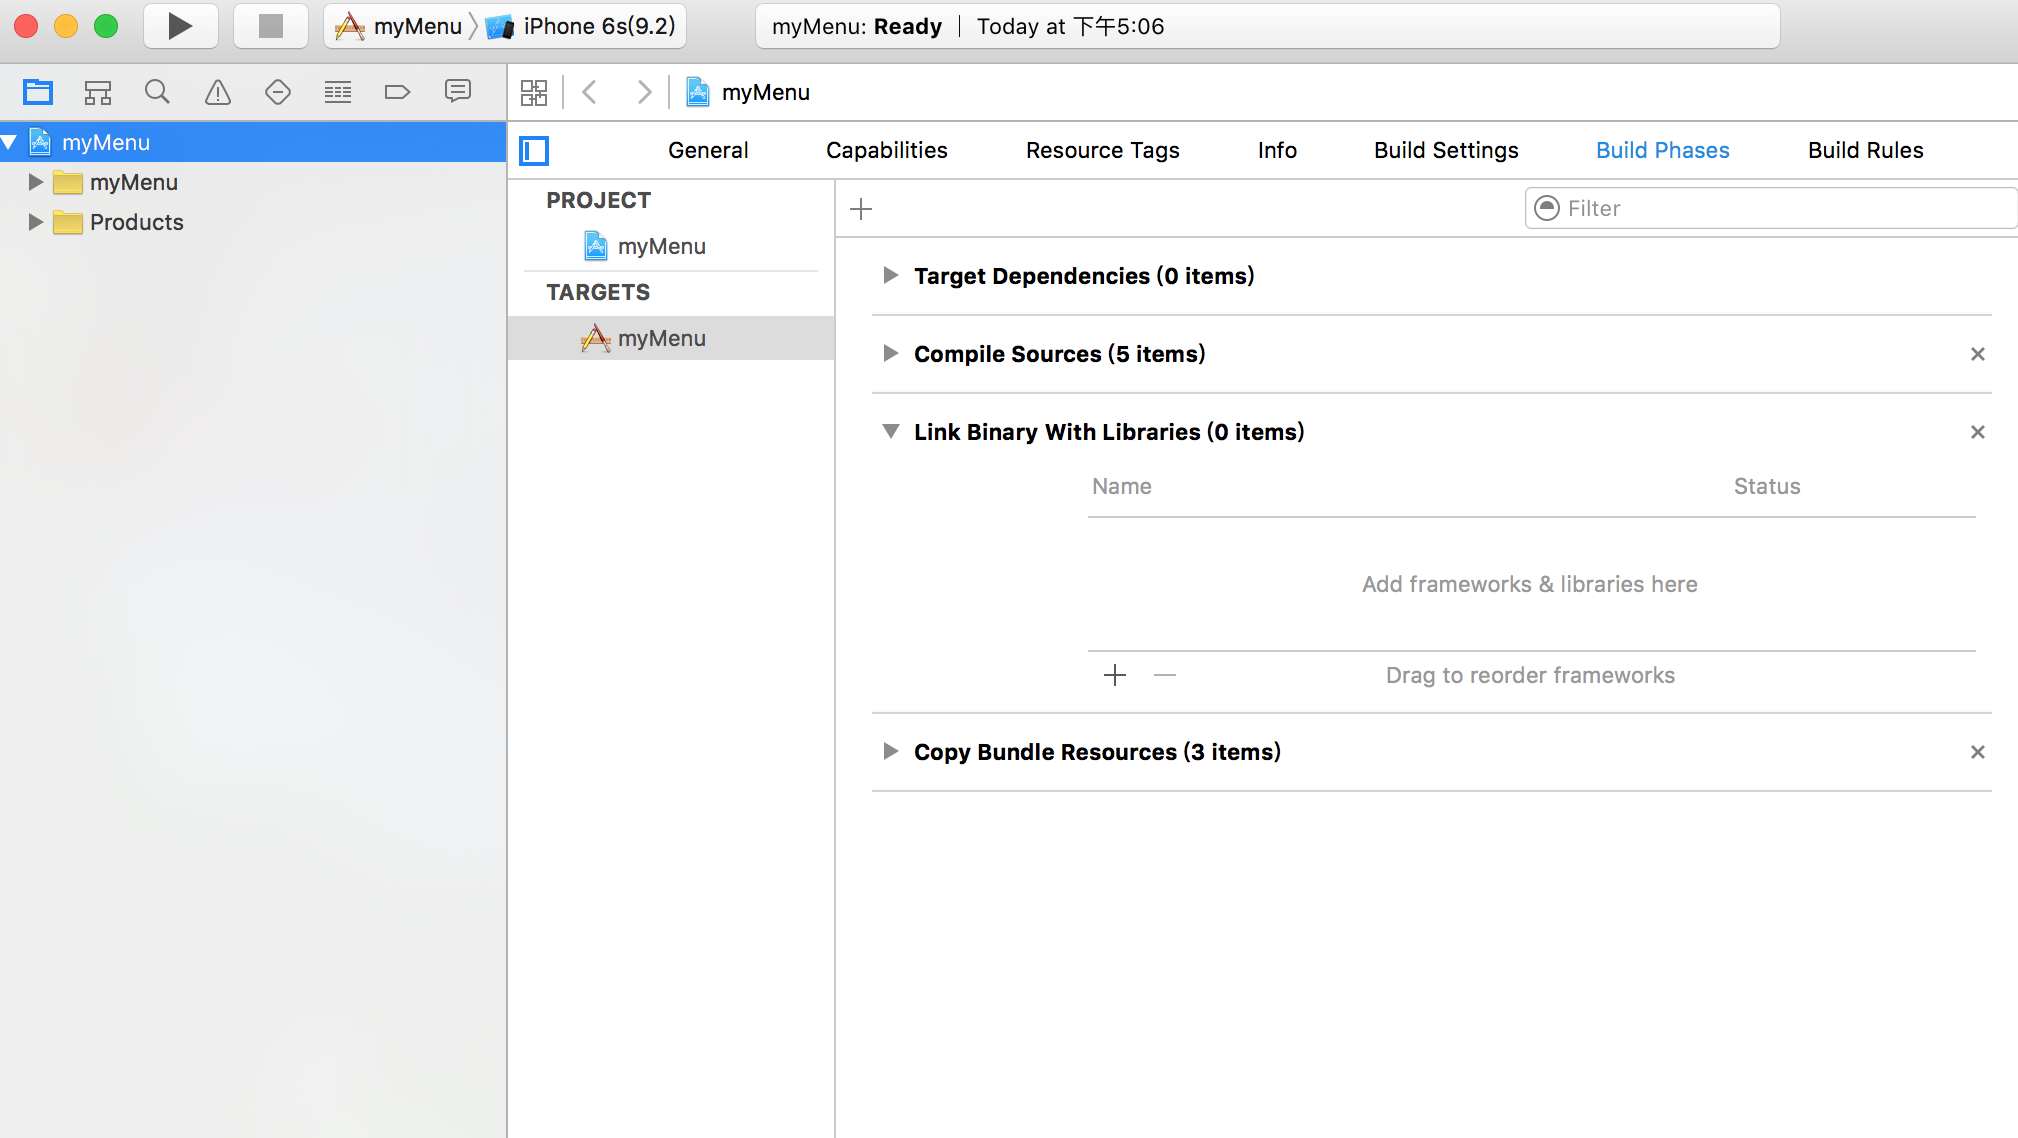 myMenu iPhone 6s(9.2) myMenu: Ready Today at 下午5:06
myMenu
myMenu
myMenu
Products
General Capabilities Resource Tags Info Build Settings Build Phases Build Rules
PROJECT
myMenu
TARGETS
myMenu
Filter
Target Dependencies (0 items)
Compile Sources (5 items)
Link Binary With Libraries (0 items)
Name Status
Add frameworks & libraries here
Drag to reorder frameworks
Copy Bundle Resources (3 items)